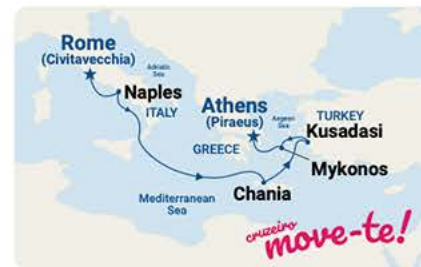 Rome
(Civitavecchia)
Adriatic
Sea
Naples
ITALY
Athens
(Piraeus)
Aegean
Sea
TURKEY
Kusadasi
GREECE
Mykonos
Chania
Mediterranean
Sea
cruzeiro
move-te!